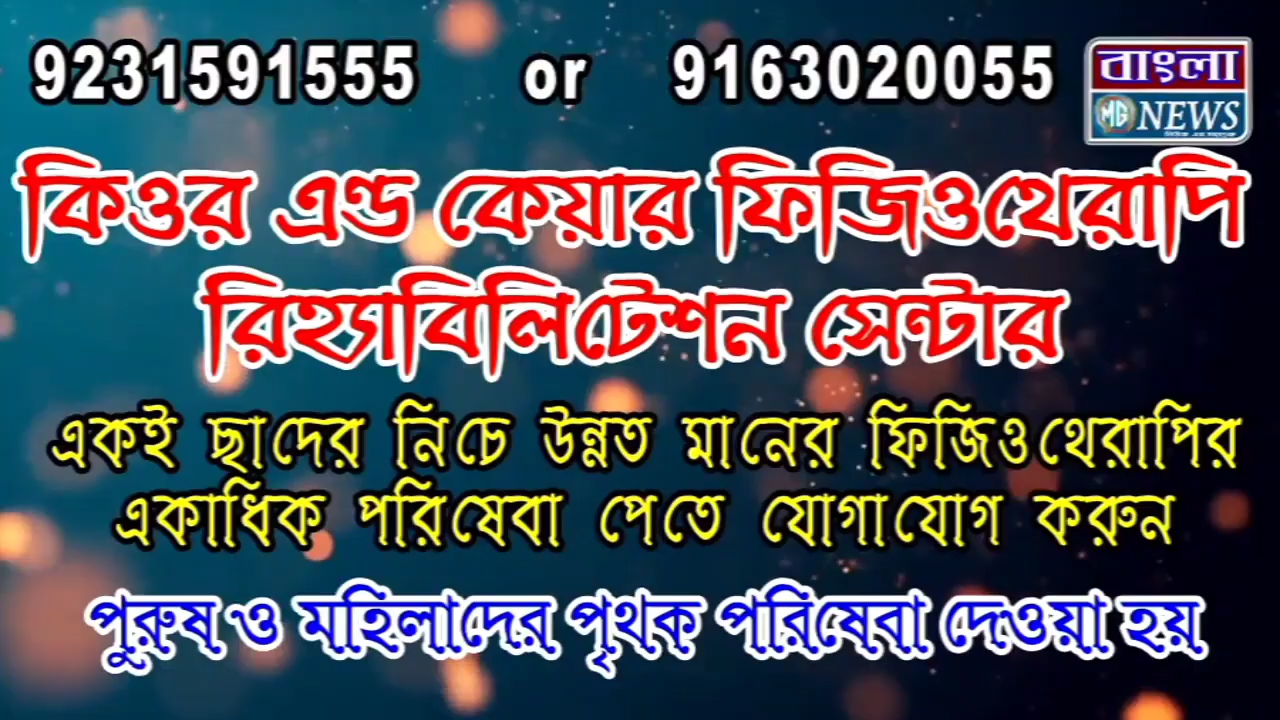 9231591555 or 9163020055
বাংলা
MG NEWS
কিওর এণ্ড কেয়ার ফিজিওথেরাপি
রিহ্যাবিলিটেশন সেন্টার
একই ছাদের নিচে উন্নত মানের ফিজিওথেরাপির
একাধিক পরিষেবা পেতে যোগাযোগ করুন
পুরুষ ও মহিলাদের পৃথক পরিষেবা দেওয়া হয়